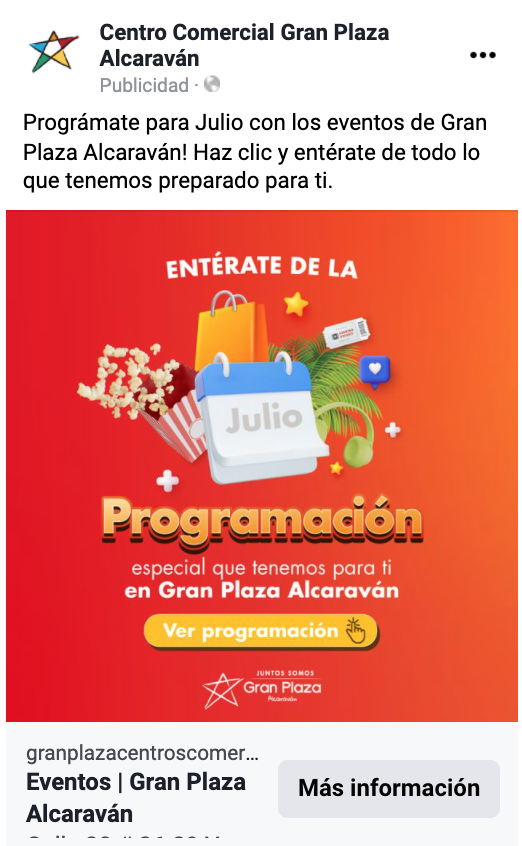 Centro Comercial Gran Plaza
Alcaraván
Publicidad ·
Prográmate para Julio con los eventos de Gran
Plaza Alcaraván! Haz clic y entérate de todo lo
que tenemos preparado para ti.
ENTÉRATE DE LA
Julio
Programación
especial que tenemos para ti
en Gran Plaza Alcaraván
Ver programación
JUNTOS SOMOS
Gran Plaza
Alcaraván
granplazacentroscomer...
Eventos | Gran Plaza
Alcaraván
Más información